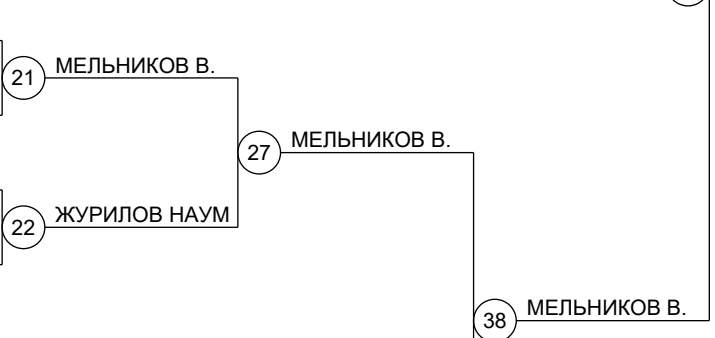 21 МЕЛЬНИКОВ В.
27 МЕЛЬНИКОВ В.
22 ЖУРИЛОВ НАУМ
38 МЕЛЬНИКОВ В.